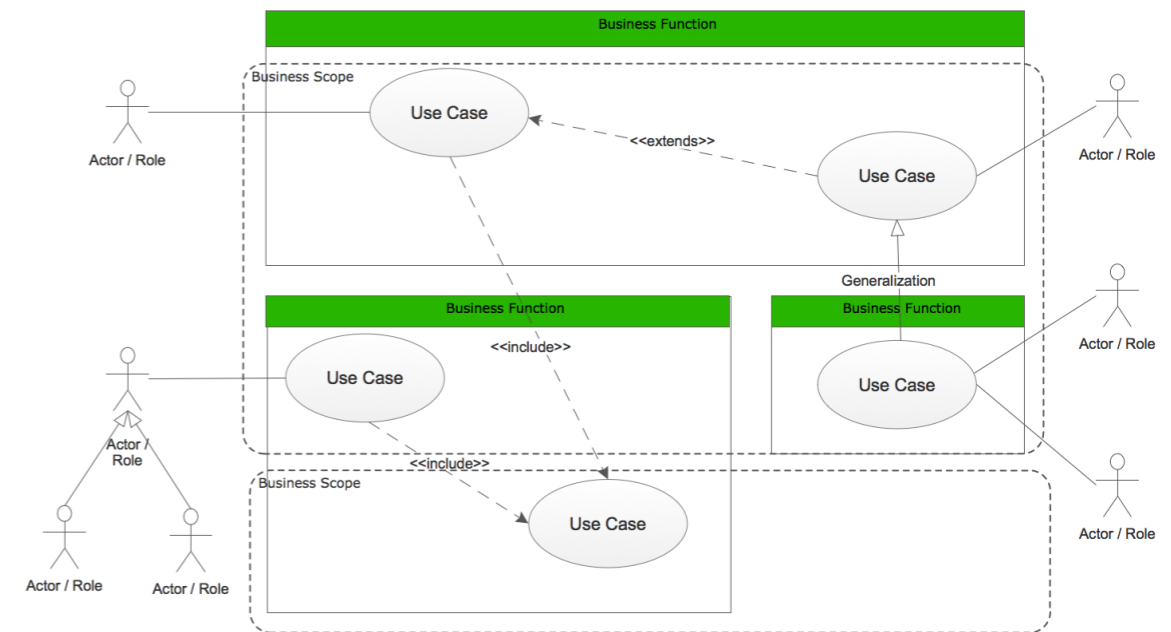 Business Function
Business Scope
Use Case
Actor / Role
<<extends>>
Actor / Role
Use Case
Generalization
Business Function
Business Function
<<include>>
Actor / Role
Use Case
Use Case
Actor /
Role
<<include>>
Business Scope
Use Case
Actor / Role
Actor / Role
Actor / Role